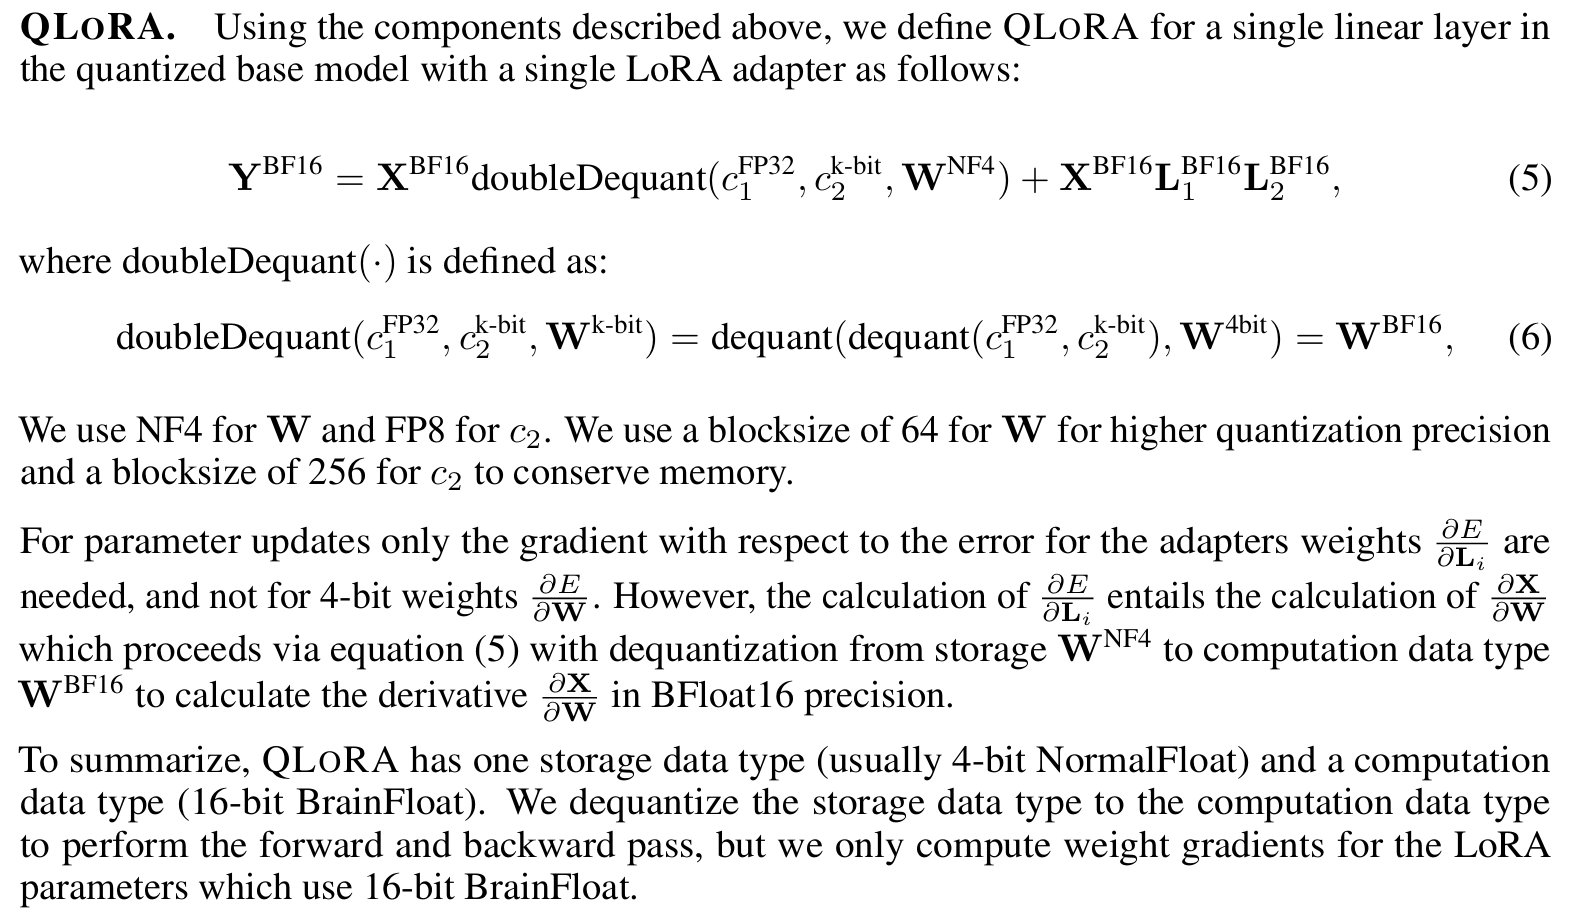 QLORA. Using the components described above, we define QLORA for a single linear layer in
the quantized base model with a single LoRA adapter as follows:
$\mathbf{Y}^{\text{BF16}} = \mathbf{X}^{\text{BF16}}\text{doubleDequant}(c_1^{\text{FP32}}, c_2^{\text{k-bit}}, \mathbf{W}^{\text{NF4}}) + \mathbf{X}^{\text{BF16}}\mathbf{L}_1^{\text{BF16}}\mathbf{L}_2^{\text{BF16}},$ (5)
where doubleDequant$(\cdot)$ is defined as:
$\text{doubleDequant}(c_1^{\text{FP32}}, c_2^{\text{k-bit}}, \mathbf{W}^{\text{k-bit}}) = \text{dequant}(\text{dequant}(c_1^{\text{FP32}}, c_2^{\text{k-bit}}), \mathbf{W}^{\text{4bit}}) = \mathbf{W}^{\text{BF16}},$ (6)
We use NF4 for $\mathbf{W}$ and FP8 for $c_2$. We use a blocksize of 64 for $\mathbf{W}$ for higher quantization precision
and a blocksize of 256 for $c_2$ to conserve memory.
For parameter updates only the gradient with respect to the error for the adapters weights $\frac{\partial E}{\partial \mathbf{L}_i}$ are
needed, and not for 4-bit weights $\frac{\partial E}{\partial \mathbf{W}}$. However, the calculation of $\frac{\partial E}{\partial \mathbf{L}_i}$ entails the calculation of $\frac{\partial \mathbf{X}}{\partial \mathbf{W}}$
which proceeds via equation (5) with dequantization from storage $\mathbf{W}^{\text{NF4}}$ to computation data type
$\mathbf{W}^{\text{BF16}}$ to calculate the derivative $\frac{\partial \mathbf{X}}{\partial \mathbf{W}}$ in BFloat16 precision.
To summarize, QLORA has one storage data type (usually 4-bit NormalFloat) and a computation
data type (16-bit BrainFloat). We dequantize the storage data type to the computation data type
to perform the forward and backward pass, but we only compute weight gradients for the LoRA
parameters which use 16-bit BrainFloat.